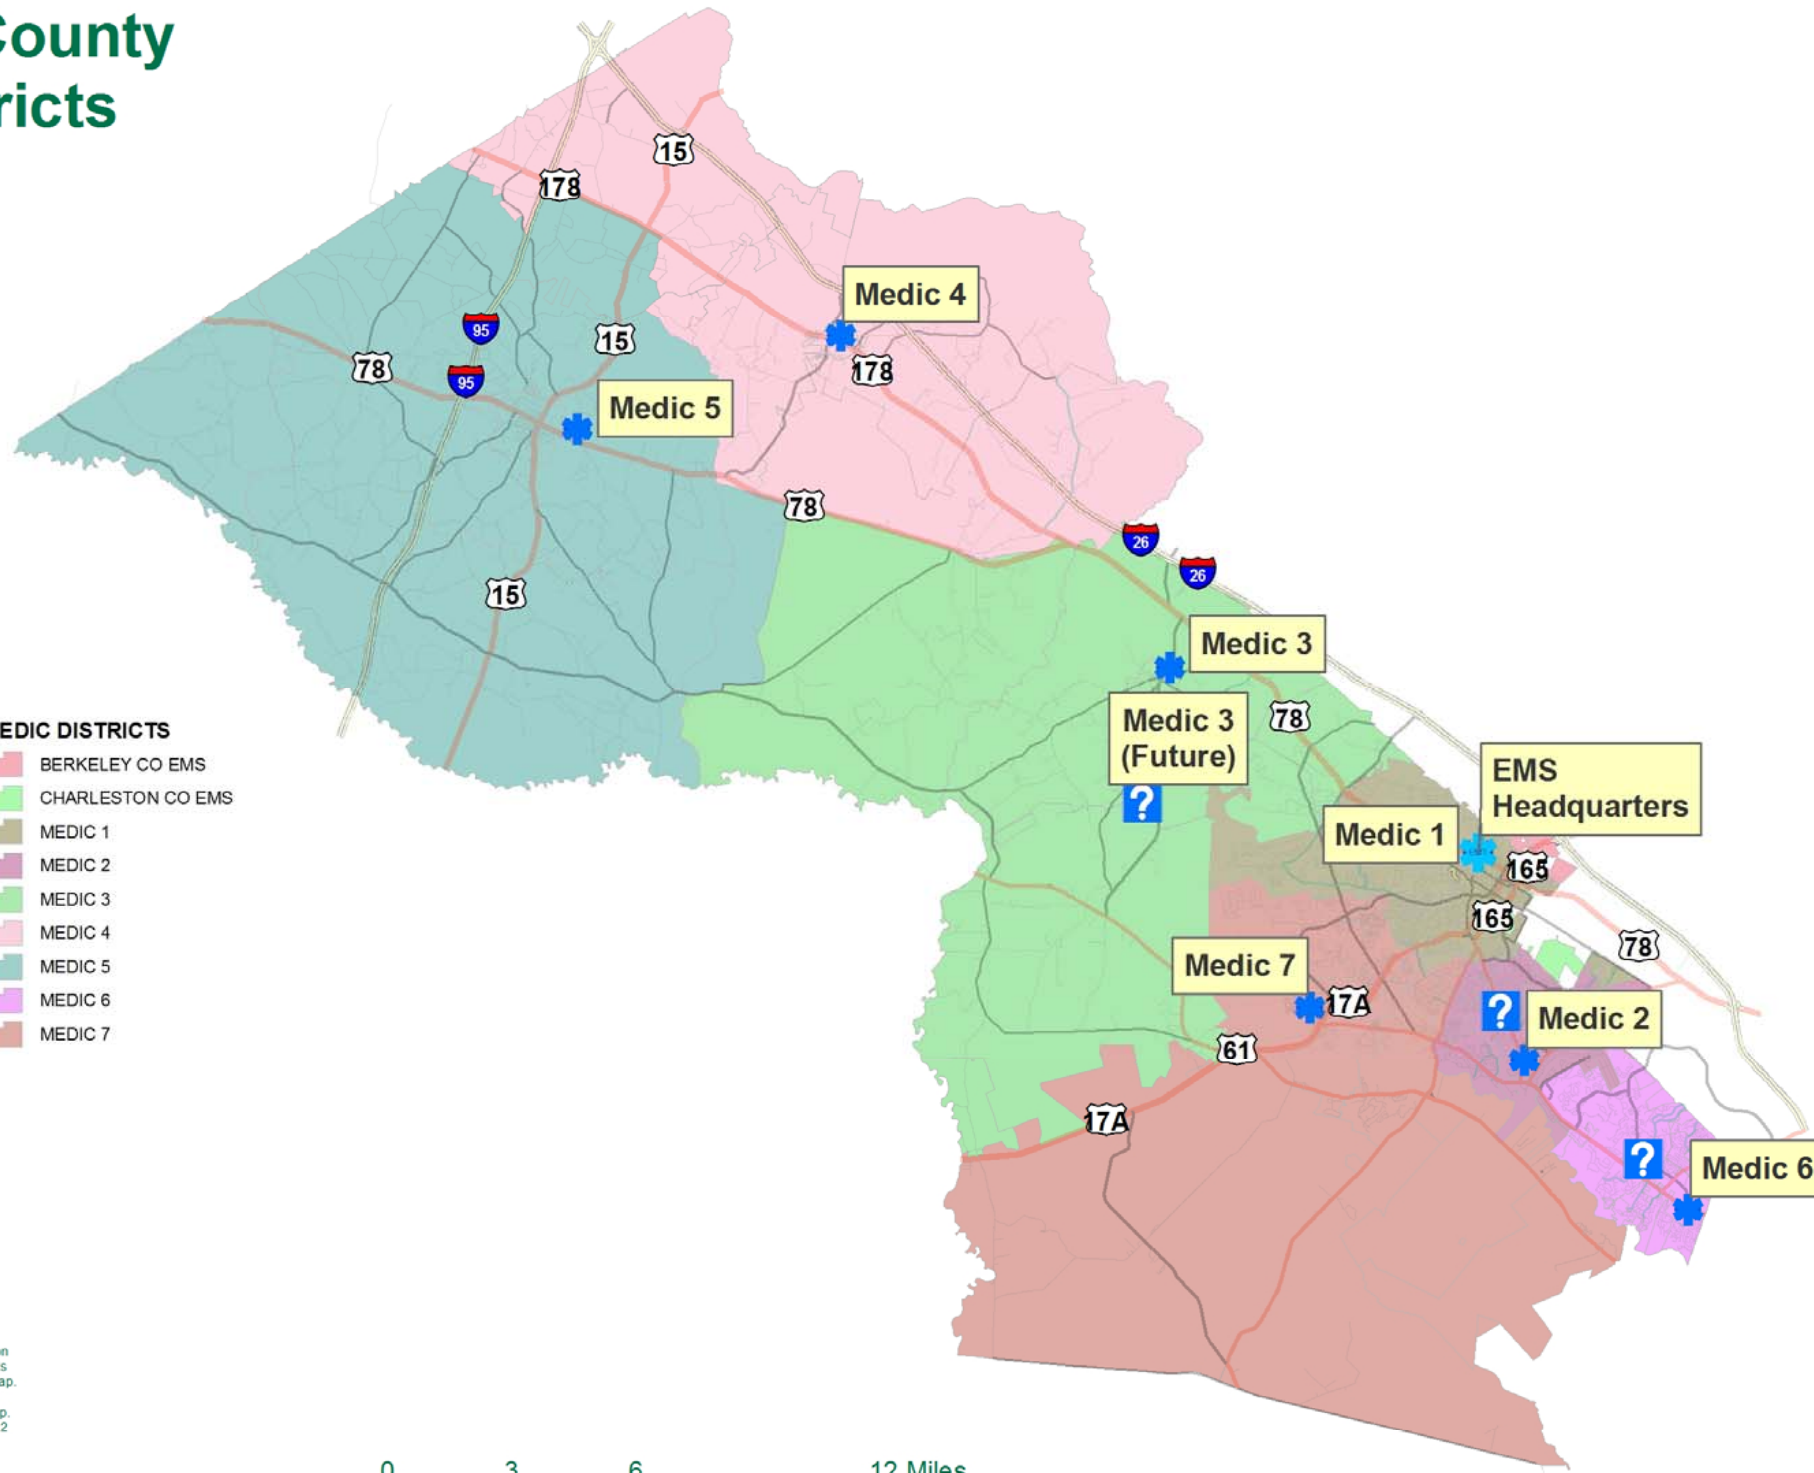 County
ricts
15
178
Medic 4
95
15
78
178
95
Medic 5
78
26
26
15
Medic 3
Medic 3
(Future)
78
EDIC DISTRICTS
BERKELEY CO EMS
CHARLESTON CO EMS
MEDIC 1
MEDIC 2
MEDIC 3
MEDIC 4
MEDIC 5
MEDIC 6
MEDIC 7
?
EMS
Headquarters
Medic 1
165
165
78
Medic 7
17A
?
Medic 2
61
17A
?
Medic 6
on
s
ap.
p.
2
0 3 6 12 Miles